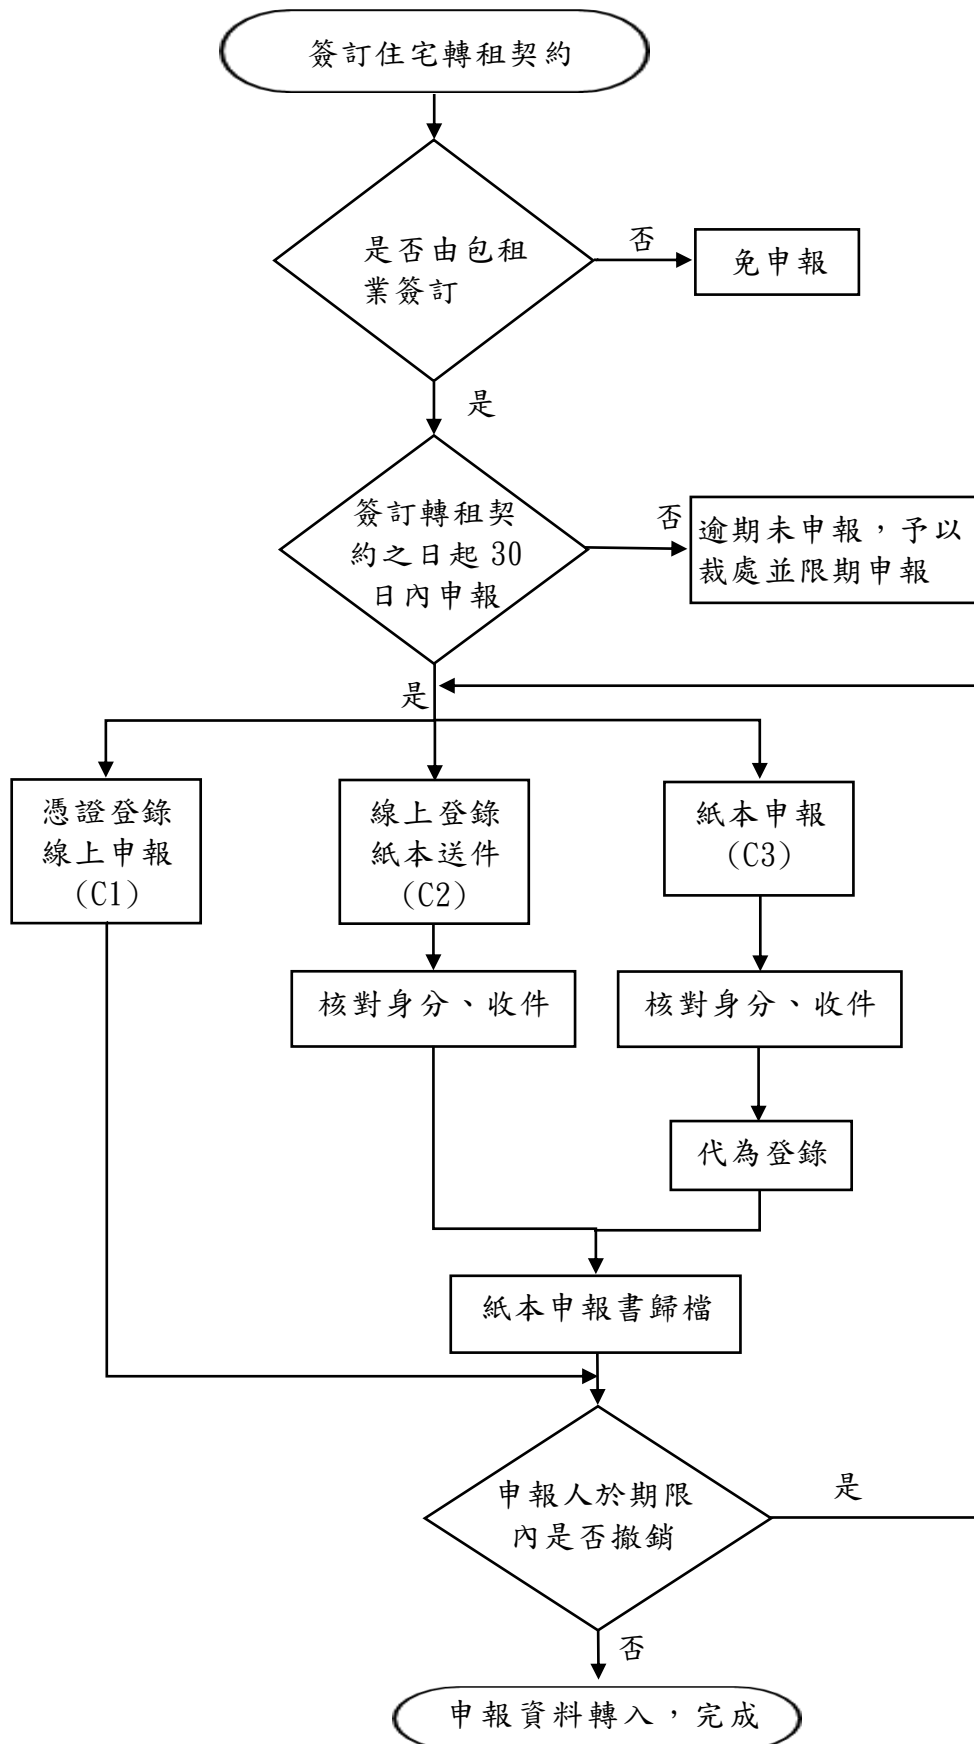 簽訂住宅轉租契約
是否由包租
業簽訂
否
免申報
是
簽訂轉租契
約之日起 30
日內申報
否
逾期未申報，予以
裁處並限期申報
是
憑證登錄
線上申報
(C1)
線上登錄
紙本送件
(C2)
紙本申報
(C3)
核對身分、收件
核對身分、收件
代為登錄
紙本申報書歸檔
申報人於期限
內是否撤銷
是
否
申報資料轉入，完成